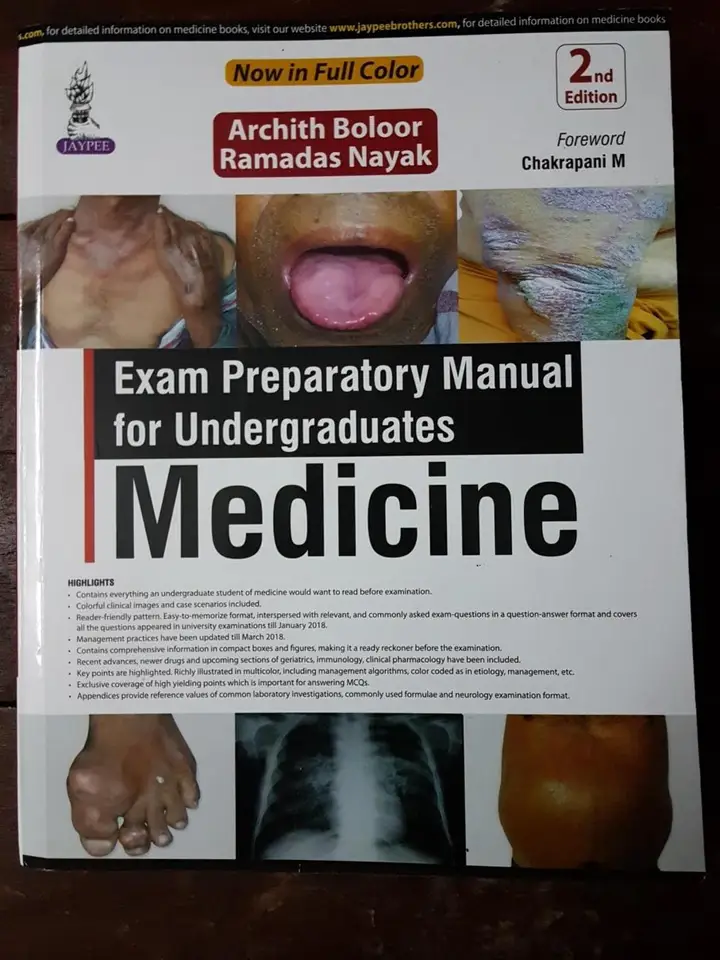 s.com, for detailed information on medicine books, visit our website www.jaypeebrothers.com, for detailed information on medicine books
Now in Full Color
2nd
Edition
JAYPEE
Archith Boloor
Ramadas Nayak
Foreword
Chakrapani M
Exam Preparatory Manual
for Undergraduates
Medicine
HIGHLIGHTS
• Contains everything an undergraduate student of medicine would want to read before examination.
• Colorful clinical images and case scenarios included.
• Reader-friendly pattern. Easy-to-memorize format, interspersed with relevant, and commonly asked exam-questions in a question-answer format and covers
all the questions appeared in university examinations till January 2018.
• Management practices have been updated till March 2018.
• Contains comprehensive information in compact boxes and figures, making it a ready reckoner before the examination.
• Recent advances, newer drugs and upcoming sections of geriatrics, immunology, clinical pharmacology have been included.
• Key points are highlighted. Richly illustrated in multicolor, including management algorithms, color coded as in etiology, management, etc.
• Exclusive coverage of high yielding points which is important for answering MCQs.
• Appendices provide reference values of common laboratory investigations, commonly used formulae and neurology examination format.